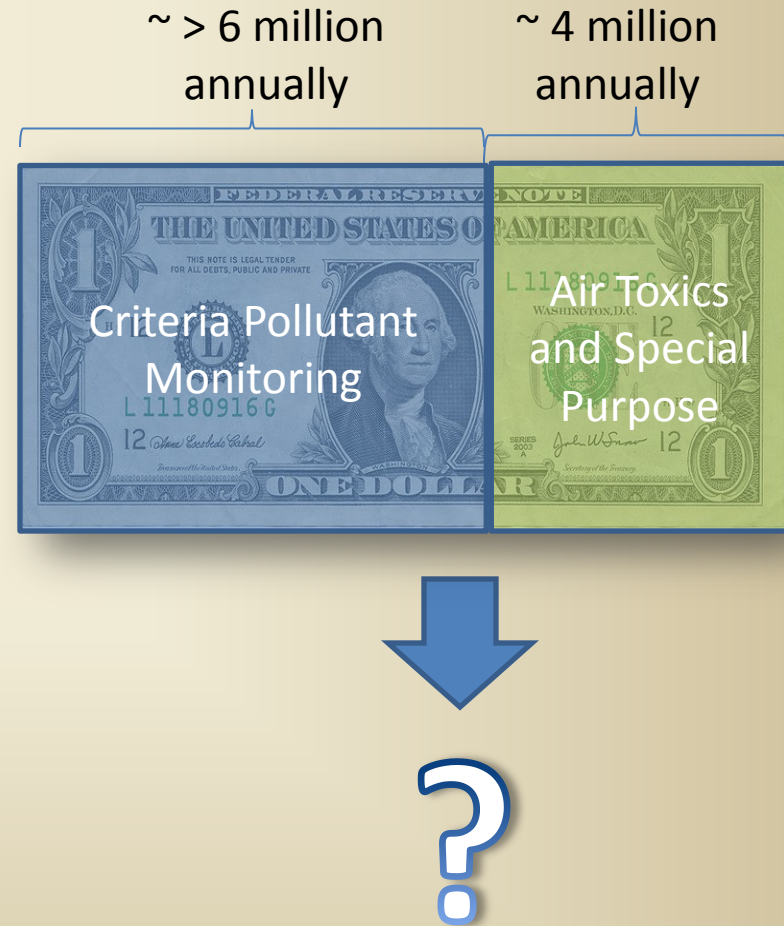 ~ > 6 million
annually
~ 4 million
annually
FEDERAL RESERVE NOTE
THE UNITED STATES OF AMERICA
THIS NOTE IS LEGAL TENDER
FOR ALL DEBTS, PUBLIC AND PRIVATE
WASHINGTON, D.C.
Criteria Pollutant
Monitoring
Air Toxics
and Special
Purpose
L 11180916 G
12
12
12
SERIES
2003
A
WASHINGTON
ONE DOLLAR
?